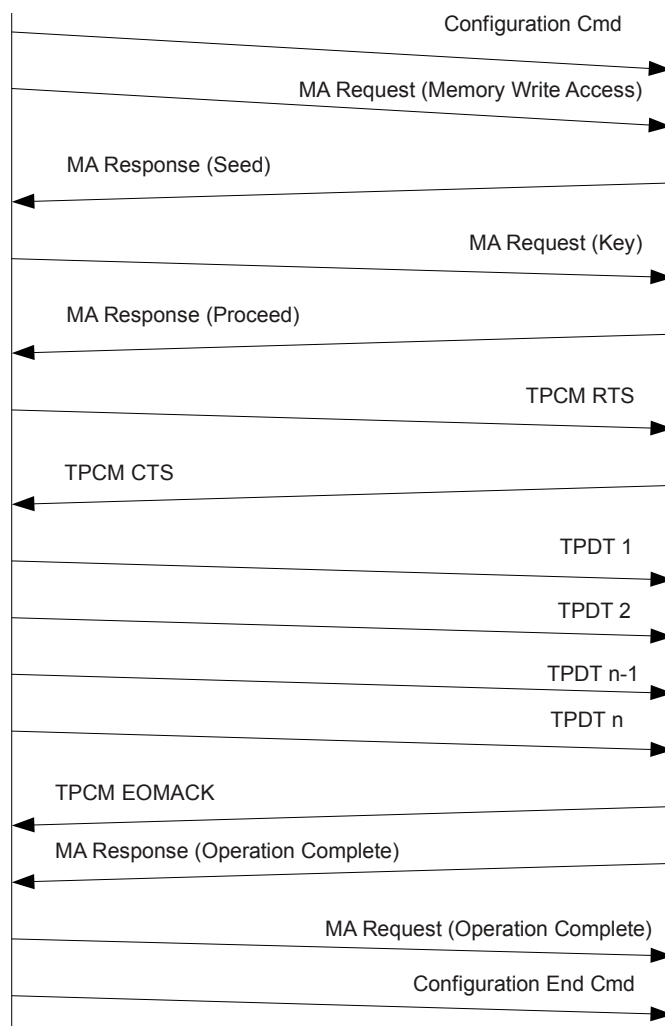 Configuration Cmd
MA Request (Memory Write Access)
MA Response (Seed)
MA Request (Key)
MA Response (Proceed)
TPCM RTS
TPCM CTS
TPDT 1
TPDT 2
TPDT n-1
TPDT n
TPCM EOMACK
MA Response (Operation Complete)
MA Request (Operation Complete)
Configuration End Cmd